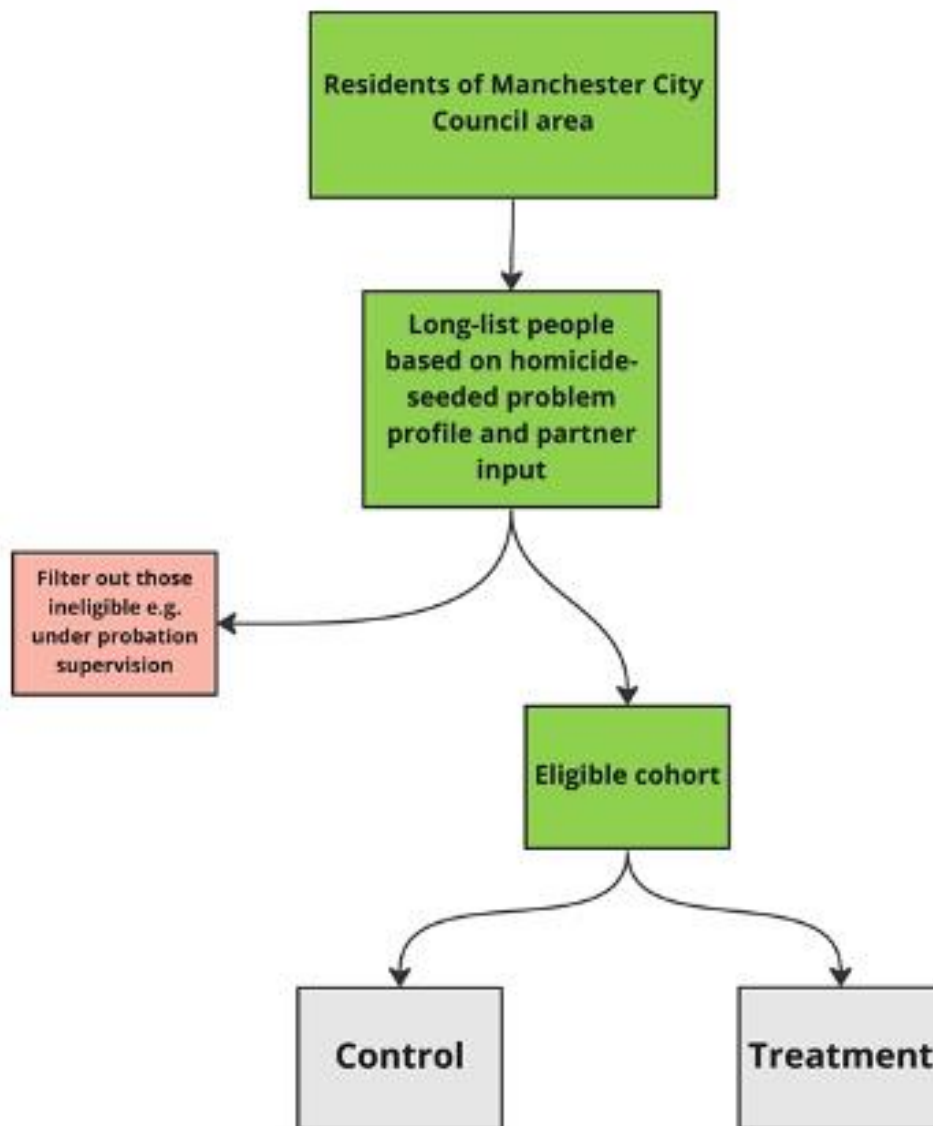 Residents of Manchester City
Council area
Long-list people
based on homicide-
seeded problem
profile and partner
input
Filter out those
ineligible e.g.
under probation
supervision
Eligible cohort
Control
Treatment